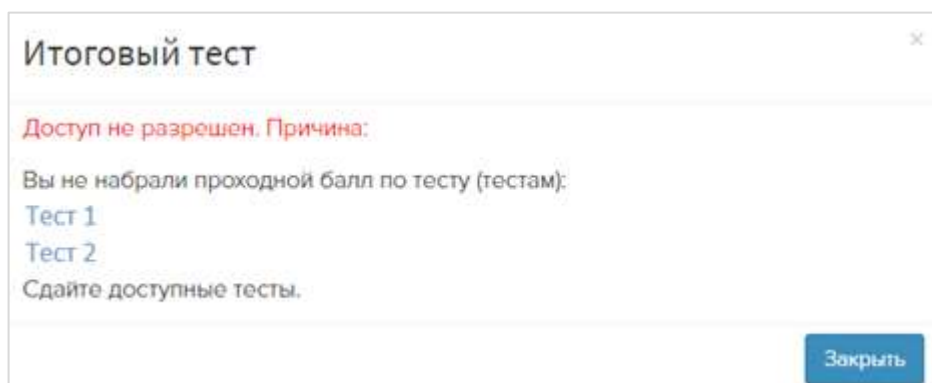 Итоговый тест
Доступ не разрешен. Причина:
Вы не набрали проходной балл по тесту (тестам):
Тест 1
Тест 2
Сдайте доступные тесты.
Закрыть